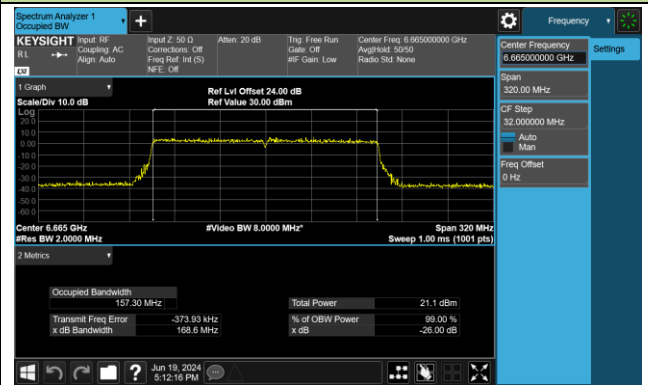 Spectrum Analyzer 1
Occupied BW
Frequency
KEYSIGHT
RL
Input: RF
Coupling: AC
Align: Auto
Input Z: 50 Ω
Corrections: Off
Freq Ref: Int (S)
NFE: Off
Atten: 20 dB
Trig: Free Run
Gate: Off
#IF Gain: Low
Center Freq: 6.665000000 GHz
Avg|Hold: 50/50
Radio Std: None
Center Frequency
6.665000000 GHz
Settings
Span
320.00 MHz
CF Step
32.000000 MHz
Auto
Man
Freq Offset
0 Hz
1 Graph
Scale/Div 10.0 dB
Ref Lvl Offset 24.00 dB
Ref Value 30.00 dBm
Log
20.0
10.0
0.00
-10.0
-20.0
-30.0
-40.0
-50.0
-60.0
Center 6.665 GHz
#Res BW 2.0000 MHz
#Video BW 8.0000 MHz*
Span 320 MHz
Sweep 1.00 ms (1001 pts)
2 Metrics
Occupied Bandwidth
157.30 MHz
Total Power 21.1 dBm
Transmit Freq Error -373.93 kHz
% of OBW Power 99.00 %
x dB Bandwidth 168.6 MHz
x dB -26.00 dB
?
Jun 19, 2024
5:12:16 PM